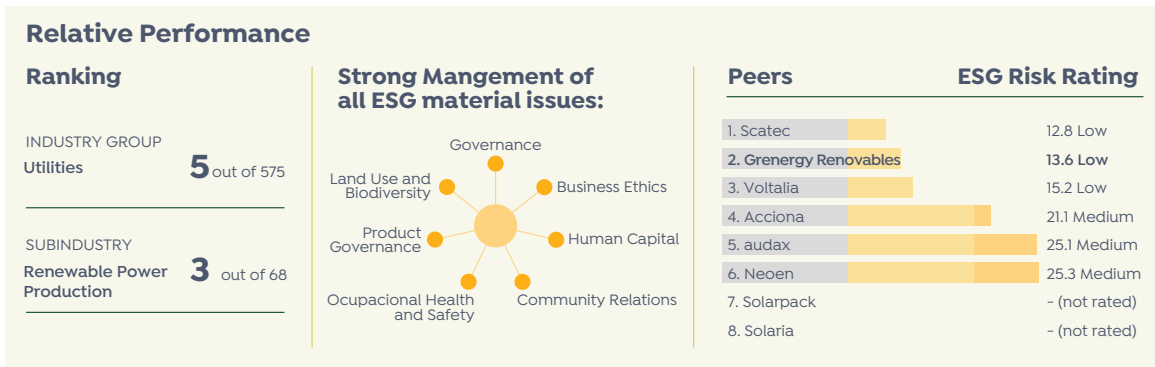 Relative Performance
Ranking
INDUSTRY GROUP
Utilities
5 out of 575
SUBINDUSTRY
Renewable Power
Production
3 out of 68
Strong Mangement of
all ESG material issues:
Governance
Land Use and
Biodiversity
Business Ethics
Product
Governance
Human Capital
Ocupacional Health
and Safety
Community Relations
Peers ESG Risk Rating
1. Scatec 12.8 Low
2. Grenergy Renovables 13.6 Low
3. Voltalia 15.2 Low
4. Acciona 21.1 Medium
5. audax 25.1 Medium
6. Neoen 25.3 Medium
7. Solarpack - (not rated)
8. Solaria - (not rated)